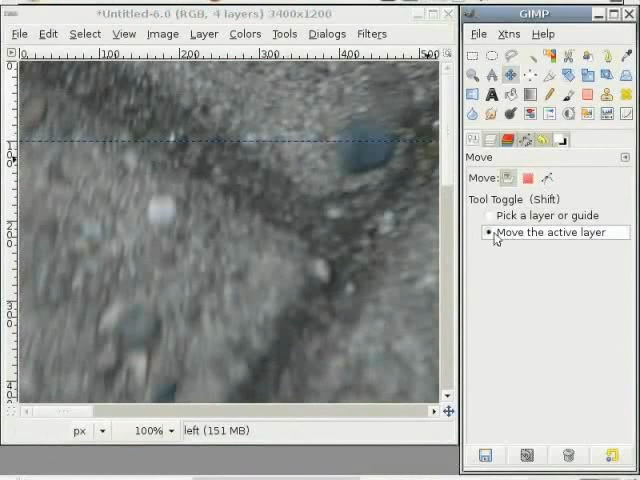 *Untitled-6.0 (RGB, 4 layers) 3400x1200
File Edit Select View Image Layer Colors Tools Dialogs Filters
0 100 200 300 400 500
px 100% left (151 MB)
GIMP
File Xtns Help
Move
Move:
Tool Toggle (Shift)
Pick a layer or guide
Move the active layer